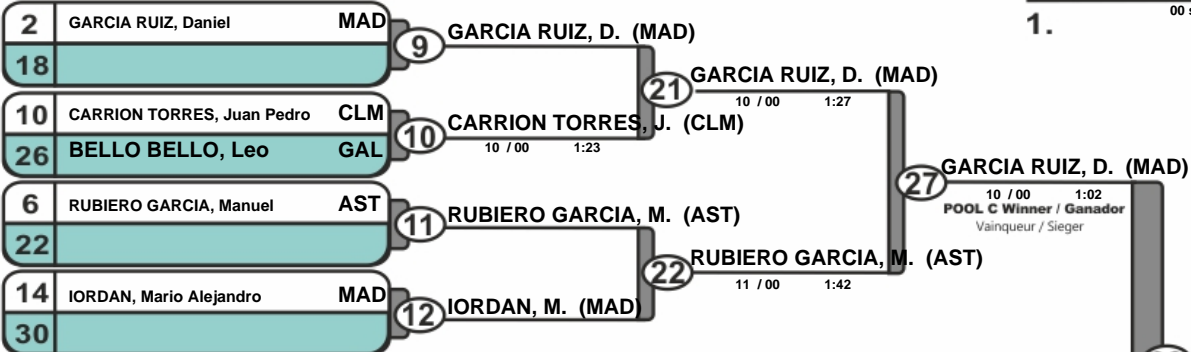 2 GARCIA RUIZ, Daniel MAD
18
9 GARCIA RUIZ, D. (MAD)
10 CARRION TORRES, Juan Pedro CLM
26 BELLO BELLO, Leo GAL
10 CARRION TORRES, J. (CLM)
10 / 00 1:23
21 GARCIA RUIZ, D. (MAD)
10 / 00 1:27
6 RUBIERO GARCIA, Manuel AST
22
11 RUBIERO GARCIA, M. (AST)
14 IORDAN, Mario Alejandro MAD
30
12 IORDAN, M. (MAD)
22 RUBIERO GARCIA, M. (AST)
11 / 00 1:42
27 GARCIA RUIZ, D. (MAD)
10 / 00 1:02
POOL C Winner / Ganador
Vainqueur / Sieger
00
1.